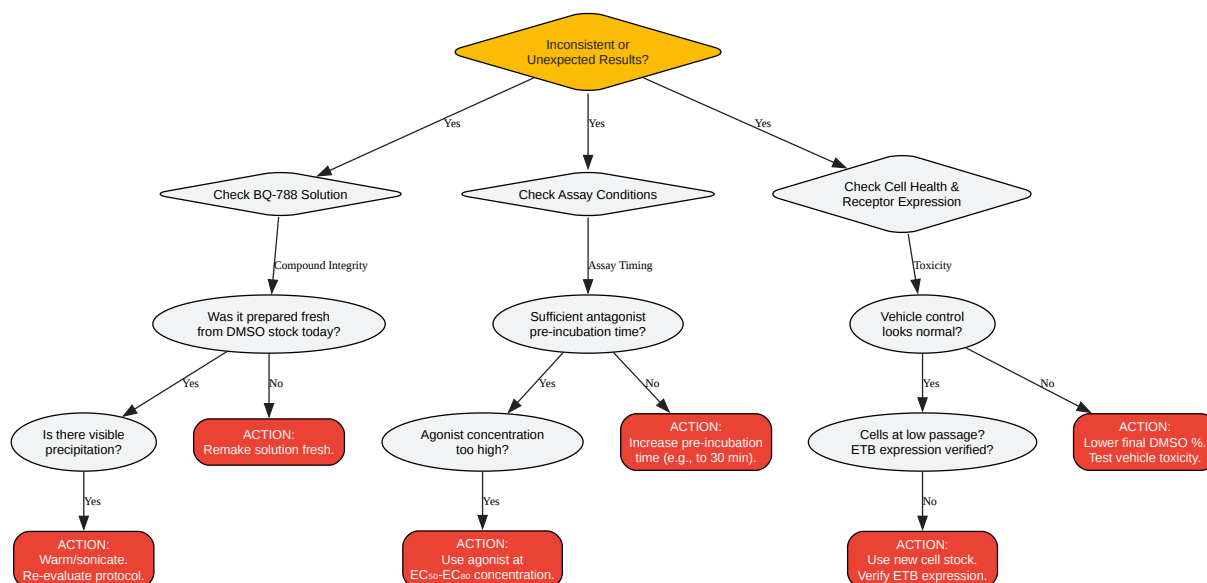 Inconsistent or
Unexpected Results?
Yes
Yes
Yes
Check BQ-788 Solution
Check Assay Conditions
Check Cell Health &
Receptor Expression
Compound Integrity
Assay Timing
Toxicity
Was it prepared fresh
from DMSO stock today?
Sufficient antagonist
pre-incubation time?
Vehicle control
looks normal?
Yes
No
Yes
No
Yes
No
Is there visible
precipitation?
ACTION:
Remake solution fresh.
Agonist concentration
too high?
ACTION:
Increase pre-incubation
time (e.g., to 30 min).
Cells at low passage?
ETB expression verified?
ACTION:
Lower final DMSO %.
Test vehicle toxicity.
Yes
Yes
No
ACTION:
Warm/sonicate.
Re-evaluate protocol.
ACTION:
Use agonist at
EC₅₀-EC₈₀ concentration.
ACTION:
Use new cell stock.
Verify ETB expression.